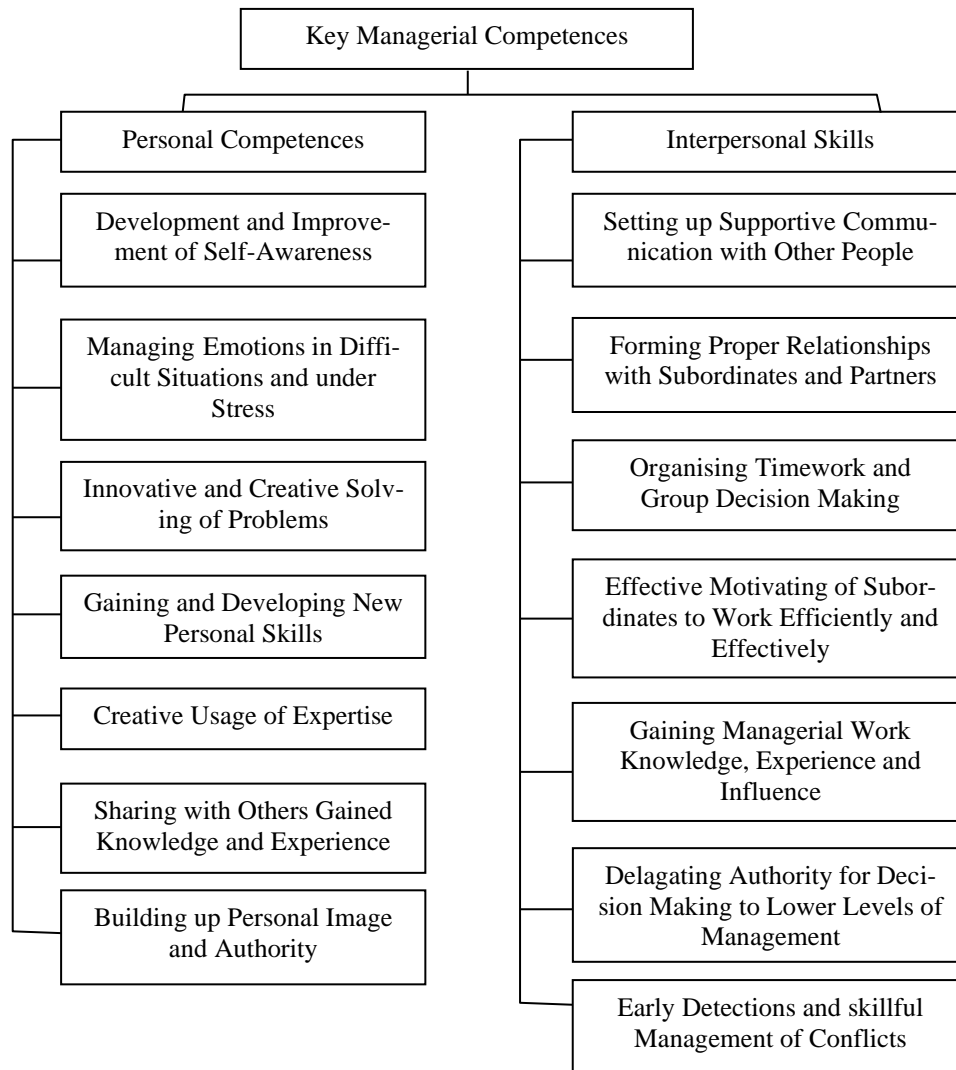 Key Managerial Competences
Personal Competences
Development and Improve-
ment of Self-Awareness
Managing Emotions in Diffi-
cult Situations and under
Stress
Innovative and Creative Solv-
ing of Problems
Gaining and Developing New
Personal Skills
Creative Usage of Expertise
Sharing with Others Gained
Knowledge and Experience
Building up Personal Image
and Authority
Interpersonal Skills
Setting up Supportive Commu-
nication with Other People
Forming Proper Relationships
with Subordinates and Partners
Organising Timework and
Group Decision Making
Effective Motivating of Subor-
dinates to Work Efficiently and
Effectively
Gaining Managerial Work
Knowledge, Experience and
Influence
Delagating Authority for Deci-
sion Making to Lower Levels of
Management
Early Detections and skillful
Management of Conflicts